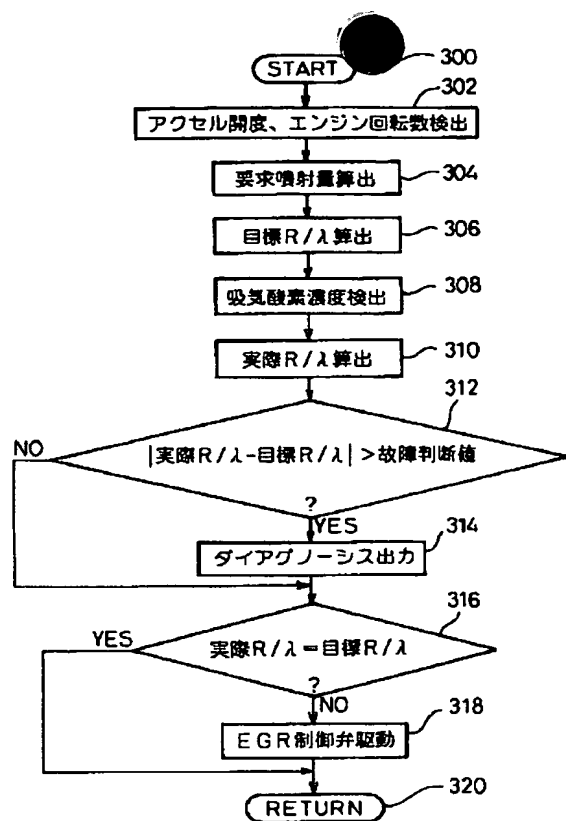 START
300
302
アクセル開度、エンジン回転数検出
要求噴射量算出
304
目標R/λ算出
306
吸気酸素濃度検出
308
実際R/λ算出
310
312
NO
|実際R/λ-目標R/λ|>故障判断値
?
YES
314
ダイアグノーシス出力
316
YES
実際R/λ=目標R/λ
?
NO
318
EGR制御弁駆動
320
RETURN